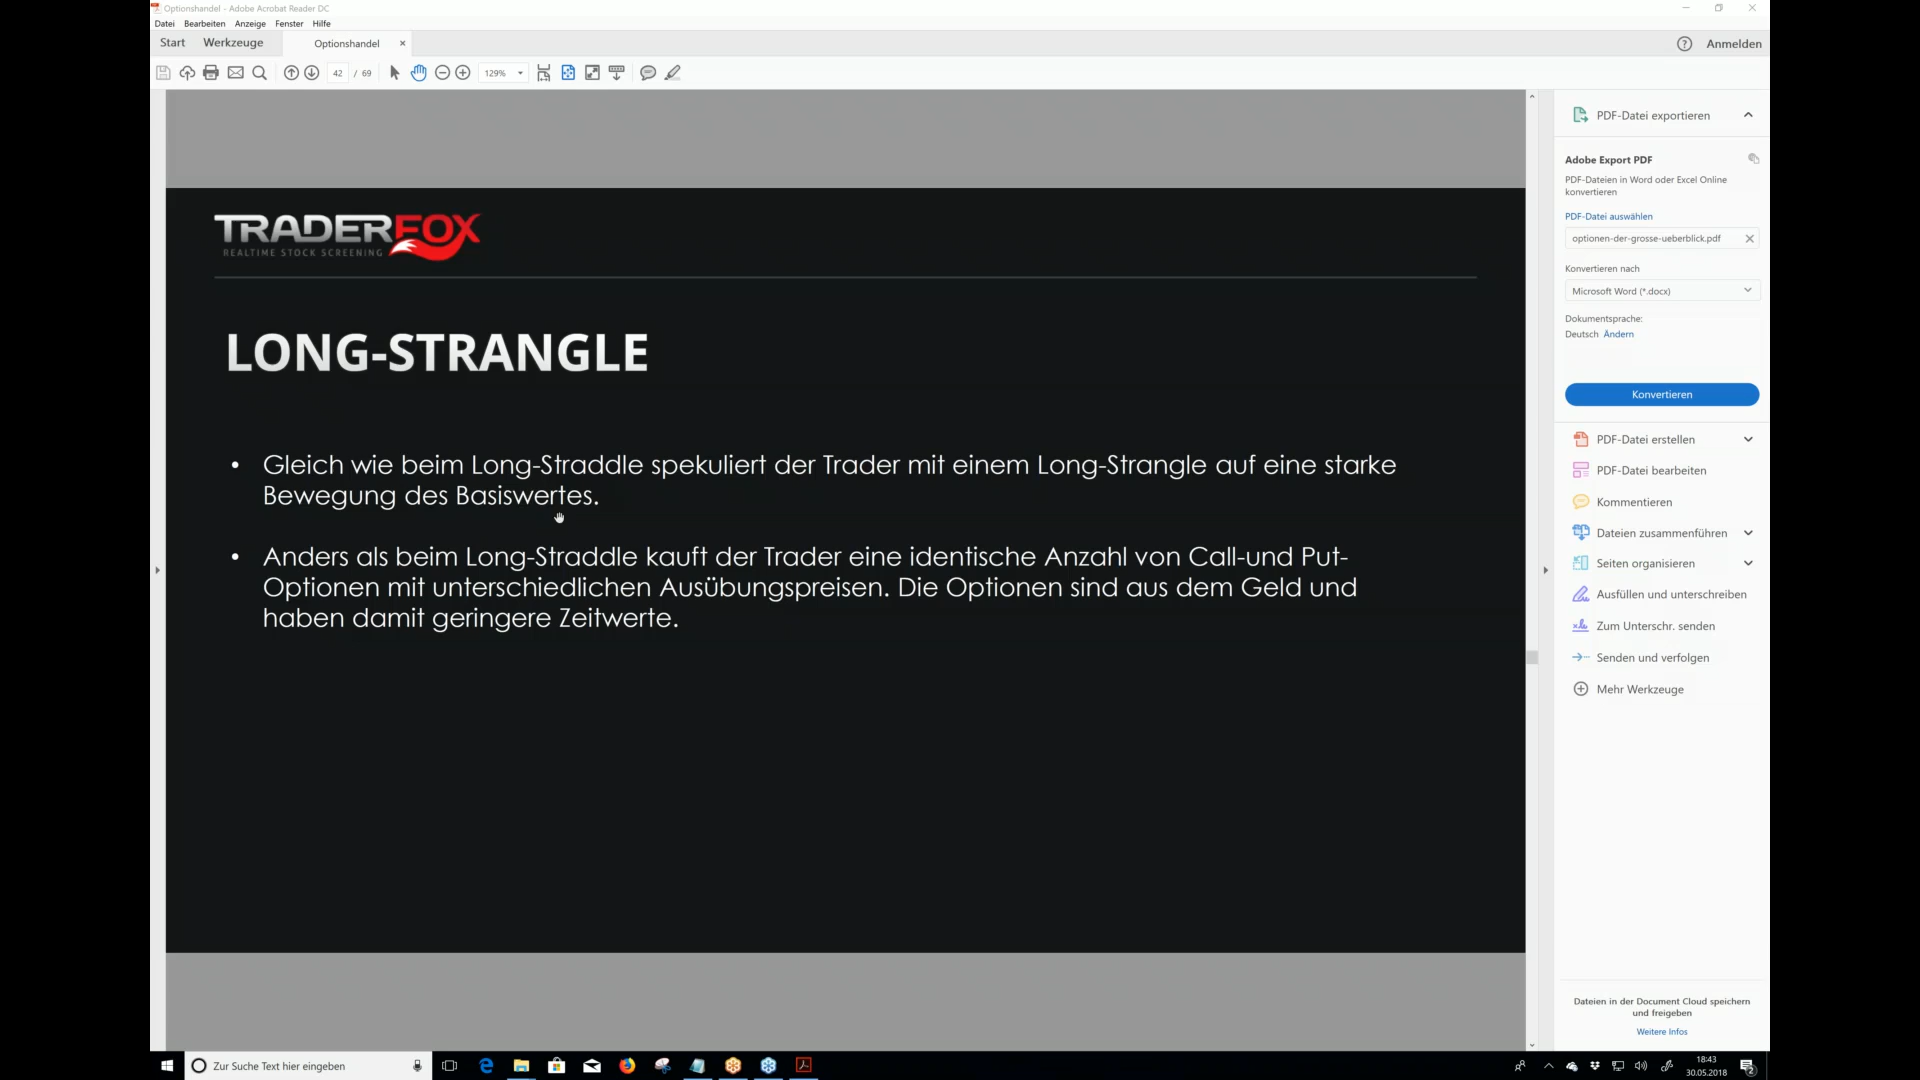 Optionshandel - Adobe Acrobat Reader DC
Datei Bearbeiten Anzeige Fenster Hilfe
Start Werkzeuge Optionshandel × Anmelden
42 / 69 129%
TRADERFOX
REALTIME STOCK SCREENING
LONG-STRANGLE
• Gleich wie beim Long-Straddle spekuliert der Trader mit einem Long-Strangle auf eine starke
Bewegung des Basiswertes.
• Anders als beim Long-Straddle kauft der Trader eine identische Anzahl von Call-und Put-
Optionen mit unterschiedlichen Ausübungspreisen. Die Optionen sind aus dem Geld und
haben damit geringere Zeitwerte.
PDF-Datei exportieren
Adobe Export PDF
PDF-Dateien in Word oder Excel Online
konvertieren
PDF-Datei auswählen
optionen-der-grosse-ueberblick.pdf
Konvertieren nach
Microsoft Word (*.docx)
Dokumentsprache:
Deutsch Ändern
Konvertieren
PDF-Datei erstellen
PDF-Datei bearbeiten
Kommentieren
Dateien zusammenführen
Seiten organisieren
Ausfüllen und unterschreiben
Zum Unterschr. senden
Senden und verfolgen
Mehr Werkzeuge
Dateien in der Document Cloud speichern
und freigeben
Weitere Infos
Zur Suche Text hier eingeben
18:43
30.05.2018
2